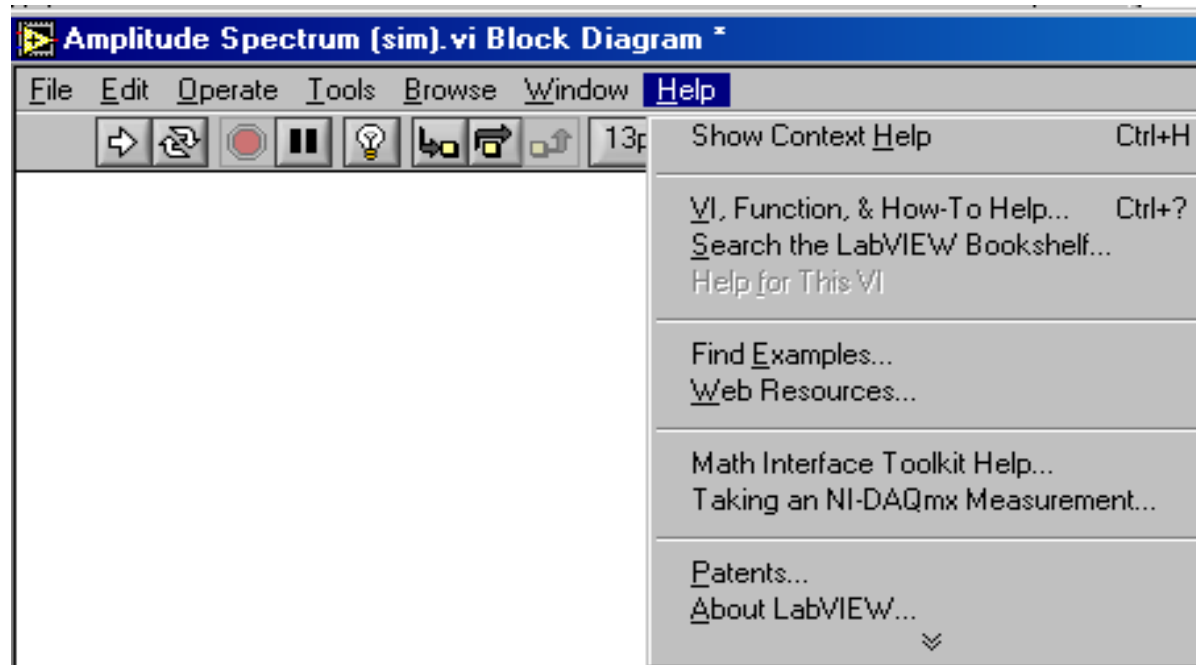 Amplitude Spectrum (sim).vi Block Diagram *
File Edit Operate Tools Browse Window Help
13p
Show Context Help Ctrl+H
VI, Function, & How-To Help... Ctrl+?
Search the LabVIEW Bookshelf...
Help for This VI
Find Examples...
Web Resources...
Math Interface Toolkit Help...
Taking an NI-DAQmx Measurement...
Patents...
About LabVIEW...